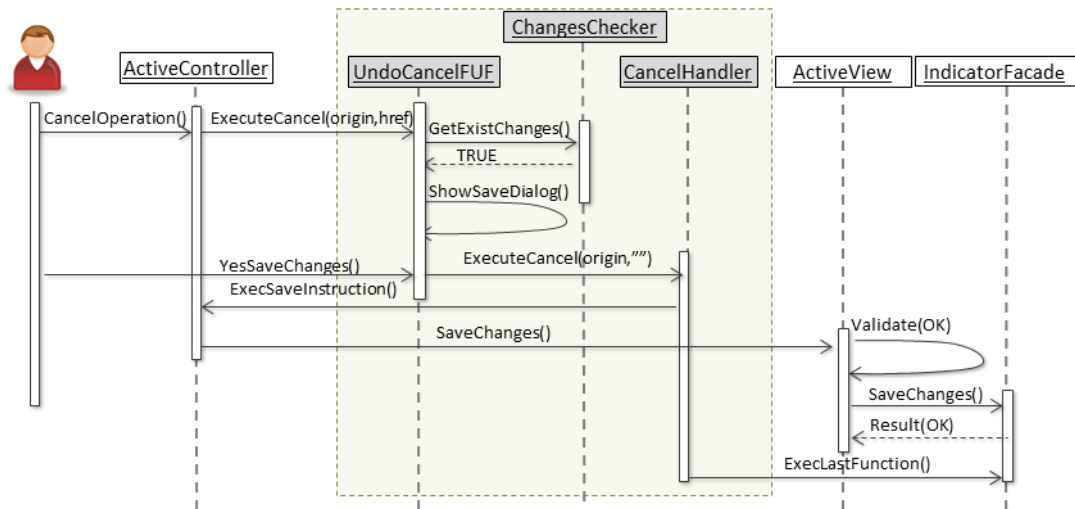 ChangesChecker
ActiveController
UndoCancelFUF
CancelHandler
ActiveView
IndicatorFacade
CancelOperation()
ExecuteCancel(origin,href)
GetExistChanges()
TRUE
ShowSaveDialog()
YesSaveChanges()
ExecuteCancel(origin,””)
ExecSaveInstruction()
SaveChanges()
Validate(OK)
SaveChanges()
Result(OK)
ExecLastFunction()